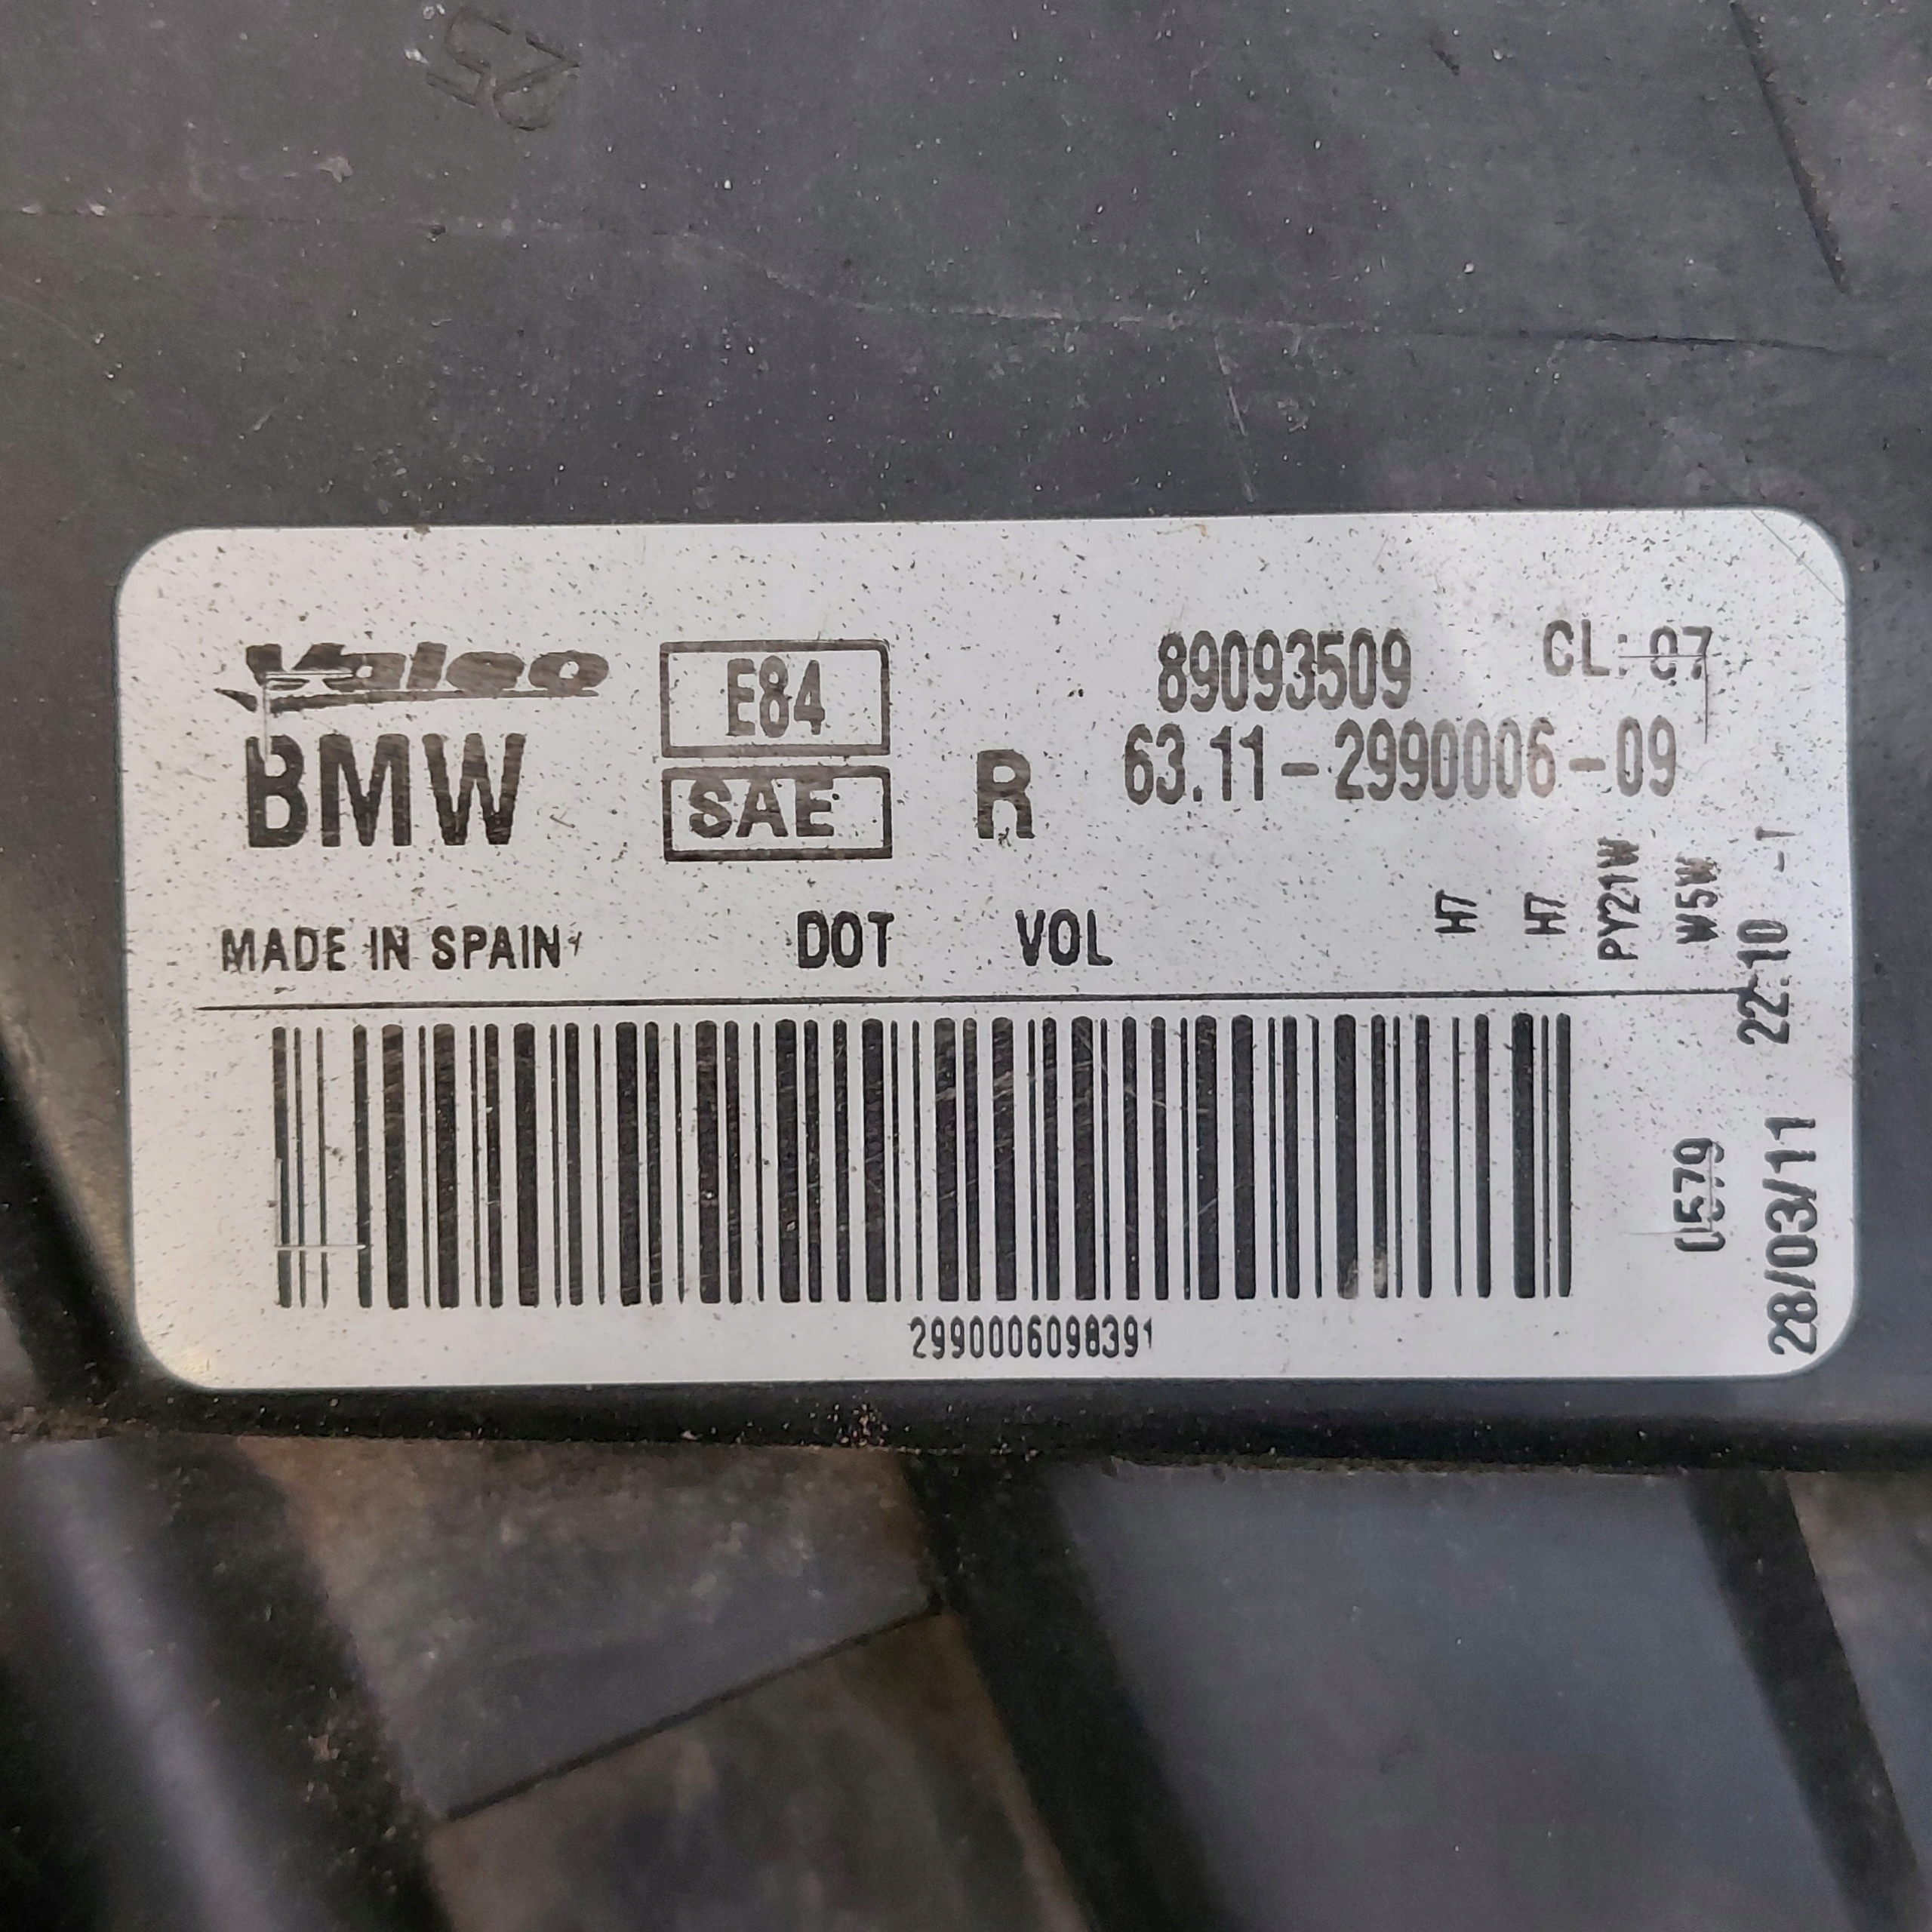 52
Valeo
E84
89093509
CL: 07
BMW
SAE
R
63.11-2990006-09
MADE IN SPAIN
DOT
VOL
H7
H7
PY21W
W5W
0579
28/03/11 22:10 -T
2990006098391